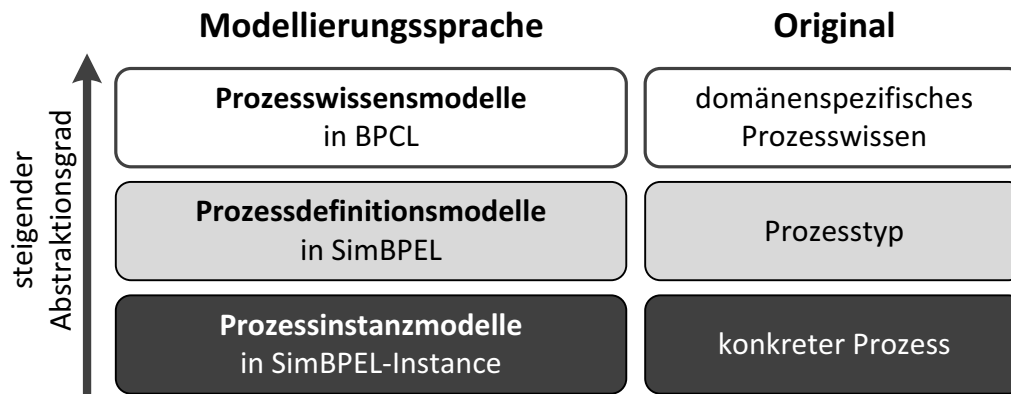 Modellierungssprache
Original
steigender
Abstraktionsgrad
Prozesswissensmodelle
in BPCL
domänenspezifisches
Prozesswissen
Prozessdefinitionsmodelle
in SimBPEL
Prozesstyp
Prozessinstanzmodelle
in SimBPEL-Instance
konkreter Prozess